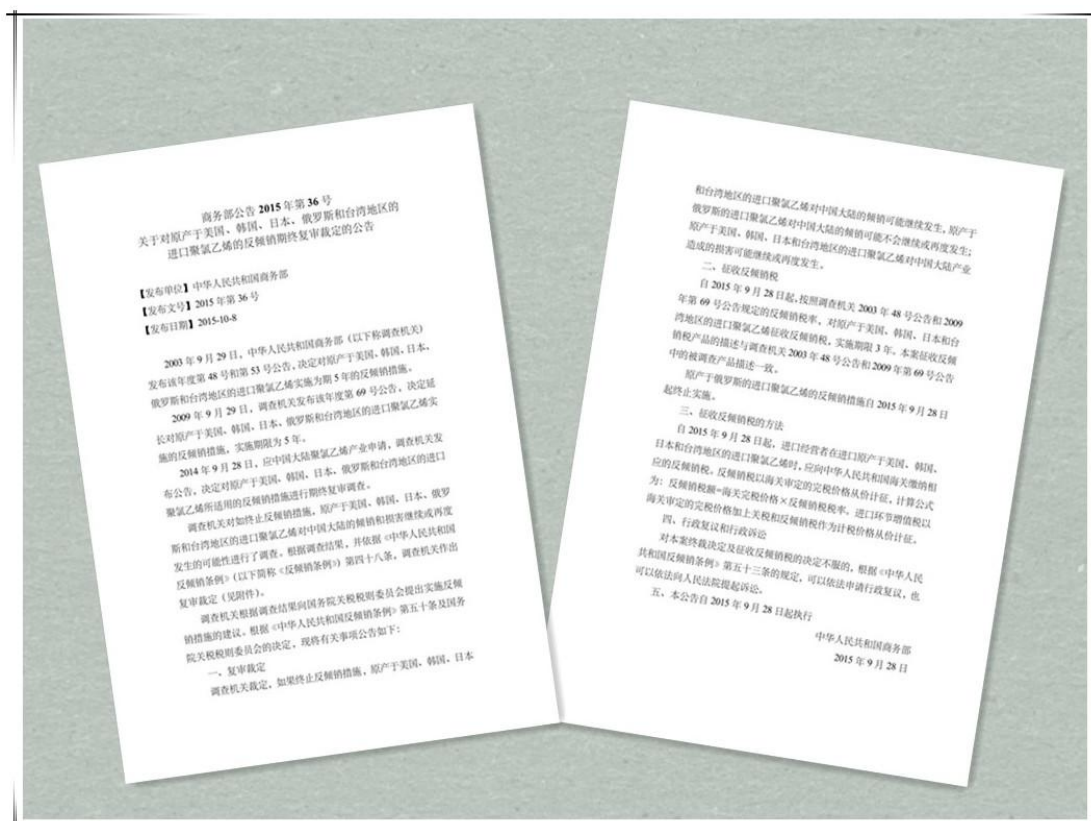 商务部公告 2015 年第 36 号
关于对原产于美国、韩国、日本、俄罗斯和台湾地区的
进口聚氯乙烯的反倾销期终复审裁定的公告
【发布单位】中华人民共和国商务部
【发布文号】2015 年第 36 号
【发布日期】2015-10-8
2003 年 9 月 29 日，中华人民共和国商务部（以下称调查机关）
发布该年度第 48 号和第 53 号公告，决定对原产于美国、韩国、日本、
俄罗斯和台湾地区的进口聚氯乙烯实施为期 5 年的反倾销措施。
2009 年 9 月 29 日，调查机关发布该年度第 69 号公告，决定延
长对原产于美国、韩国、日本、俄罗斯和台湾地区的进口聚氯乙烯实
施的反倾销措施，实施期限为 5 年。
2014 年 9 月 28 日，应中国大陆聚氯乙烯产业申请，调查机关发
布公告，决定对原产于美国、韩国、日本、俄罗斯和台湾地区的进口
聚氯乙烯所适用的反倾销措施进行期终复审调查。
调查机关对如终止反倾销措施，原产于美国、韩国、日本、俄罗
斯和台湾地区的进口聚氯乙烯对中国大陆的倾销和损害继续或再度
发生的可能性进行了调查。根据调查结果，并依据《中华人民共和国
反倾销条例》（以下简称《反倾销条例》）第四十八条，调查机关作出
复审裁定（见附件）。
调查机关根据调查结果向国务院关税税则委员会提出实施反倾
销措施的建议。根据《中华人民共和国反倾销条例》第五十条及国务
院关税税则委员会的决定，现将有关事项公告如下：
一、复审裁定
调查机关裁定，如果终止反倾销措施，原产于美国、韩国、日本
和台湾地区的进口聚氯乙烯对中国大陆的倾销可能继续发生，原产于
俄罗斯的进口聚氯乙烯对中国大陆的倾销可能不会继续或再度发生；
原产于美国、韩国、日本和台湾地区的进口聚氯乙烯对中国大陆产业
造成的损害可能继续或再度发生。
二、征收反倾销税
自 2015 年 9 月 28 日起，按照调查机关 2003 年 48 号公告和 2009
年第 69 号公告规定的反倾销税率，对原产于美国、韩国、日本和台
湾地区的进口聚氯乙烯征收反倾销税，实施期限 3 年。本案征收反倾
销税产品的描述与调查机关 2003 年 48 号公告和 2009 年第 69 号公告
中的被调查产品描述一致。
原产于俄罗斯的进口聚氯乙烯的反倾销措施自 2015 年 9 月 28 日
起终止实施。
三、征收反倾销税的方法
自 2015 年 9 月 28 日起，进口经营者在进口原产于美国、韩国、
日本和台湾地区的进口聚氯乙烯时，应向中华人民共和国海关缴纳相
应的反倾销税。反倾销税以海关审定的完税价格从价计征，计算公式
为：反倾销税额=海关完税价格×反倾销税税率。进口环节增值税以
海关审定的完税价格加上关税和反倾销税作为计税价格从价计征。
四、行政复议和行政诉讼
对本案终裁决定及征收反倾销税的决定不服的，根据《中华人民
共和国反倾销条例》第五十三条的规定，可以依法申请行政复议，也
可以依法向人民法院提起诉讼。
五、本公告自 2015 年 9 月 28 日起执行
中华人民共和国商务部
2015 年 9 月 28 日